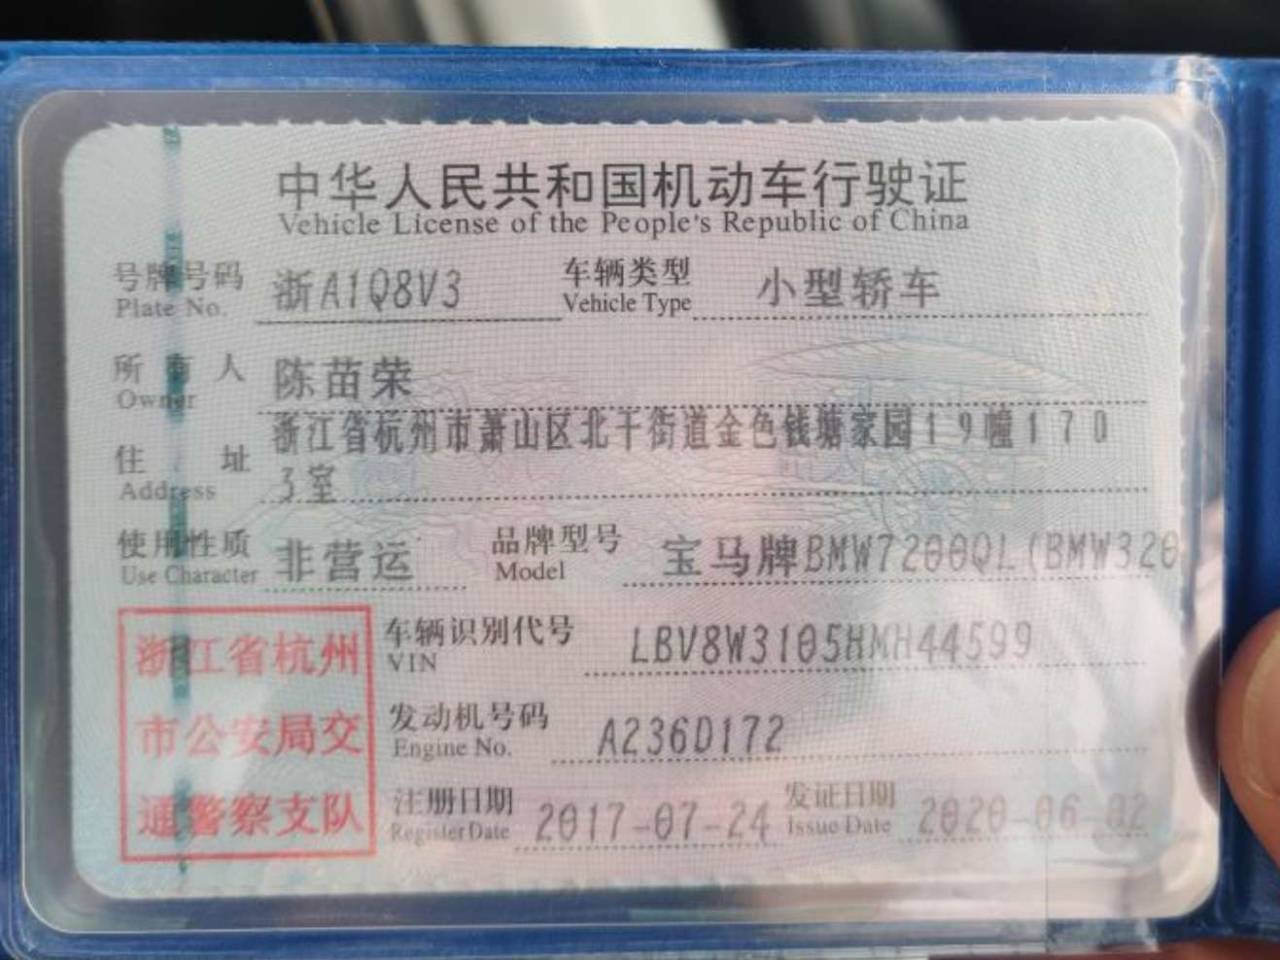 中华人民共和国机动车行驶证
Vehicle License of the People's Republic of China
号牌号码 浙A1Q8V3 车辆类型 小型轿车
Plate No. Vehicle Type
所有人 陈苗荣
Owner
浙江省杭州市萧山区北干街道金色钱塘家园19幢170
住址 3室
Address
使用性质 非营运 品牌型号 宝马牌BMW7200QL(BMW320
Use Character Model
浙江省杭州 车辆识别代号 LBV8W3105HMH44599
VIN
市公安局交 发动机号码 A236D172
Engine No.
通警察支队 注册日期 2017-07-24 发证日期 2020-06-02
Register Date Issue Date